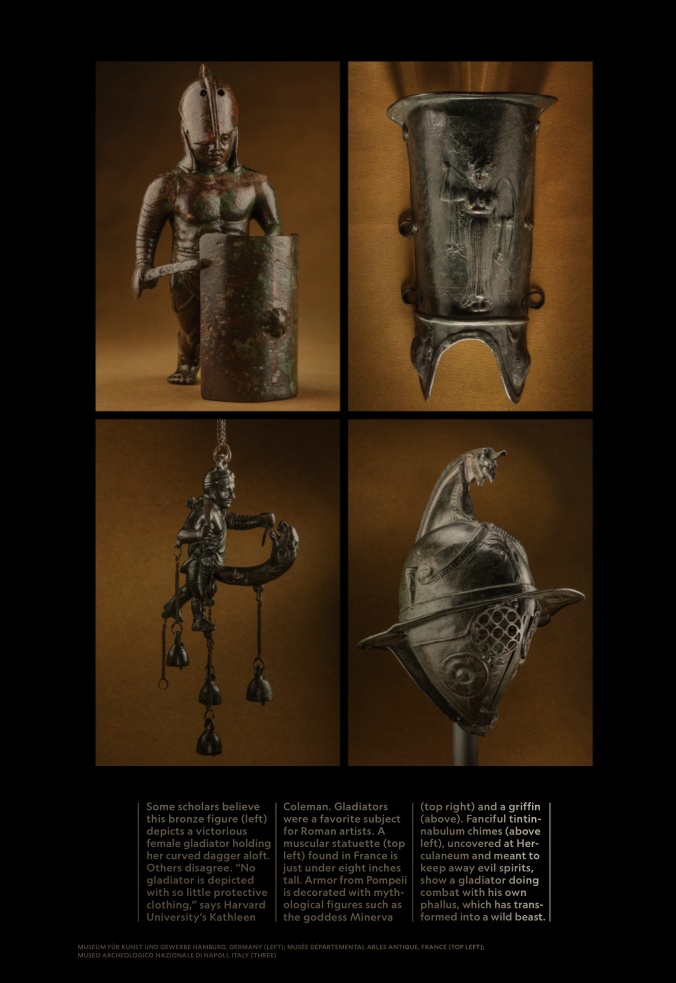 Some scholars believe
this bronze figure (left)
depicts a victorious
female gladiator holding
her curved dagger aloft.
Others disagree. “No
gladiator is depicted
with so little protective
clothing,” says Harvard
University’s Kathleen
Coleman. Gladiators
were a favorite subject
for Roman artists. A
muscular statuette (top
left) found in France is
just under eight inches
tall. Armor from Pompeii
is decorated with myth-
ological figures such as
the goddess Minerva
(top right) and a griffin
(above). Fanciful tintin-
nabulum chimes (above
left), uncovered at Her-
culaneum and meant to
keep away evil spirits,
show a gladiator doing
combat with his own
phallus, which has trans-
formed into a wild beast.
MUSEUM FÜR KUNST UND GEWERBE HAMBURG, GERMANY (LEFT); MUSÉE DÉPARTEMENTAL ARLES ANTIQUE, FRANCE (TOP LEFT);
MUSEO ARCHEOLOGICO NAZIONALE DI NAPOLI, ITALY (THREE)